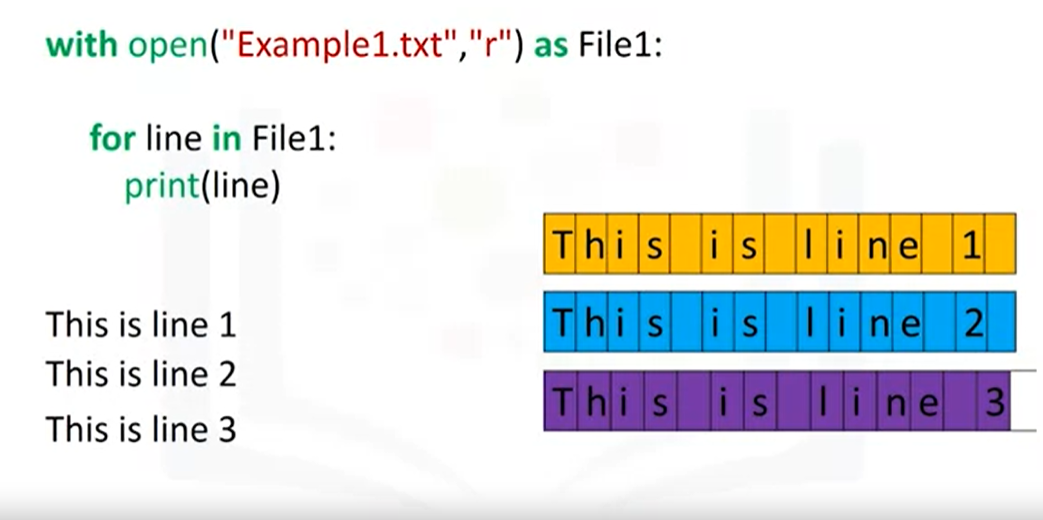 with open("Example1.txt","r") as File1:
for line in File1:
print(line)
This is line 1
This is line 2
This is line 3
This is line 1
This is line 2
This is line 3